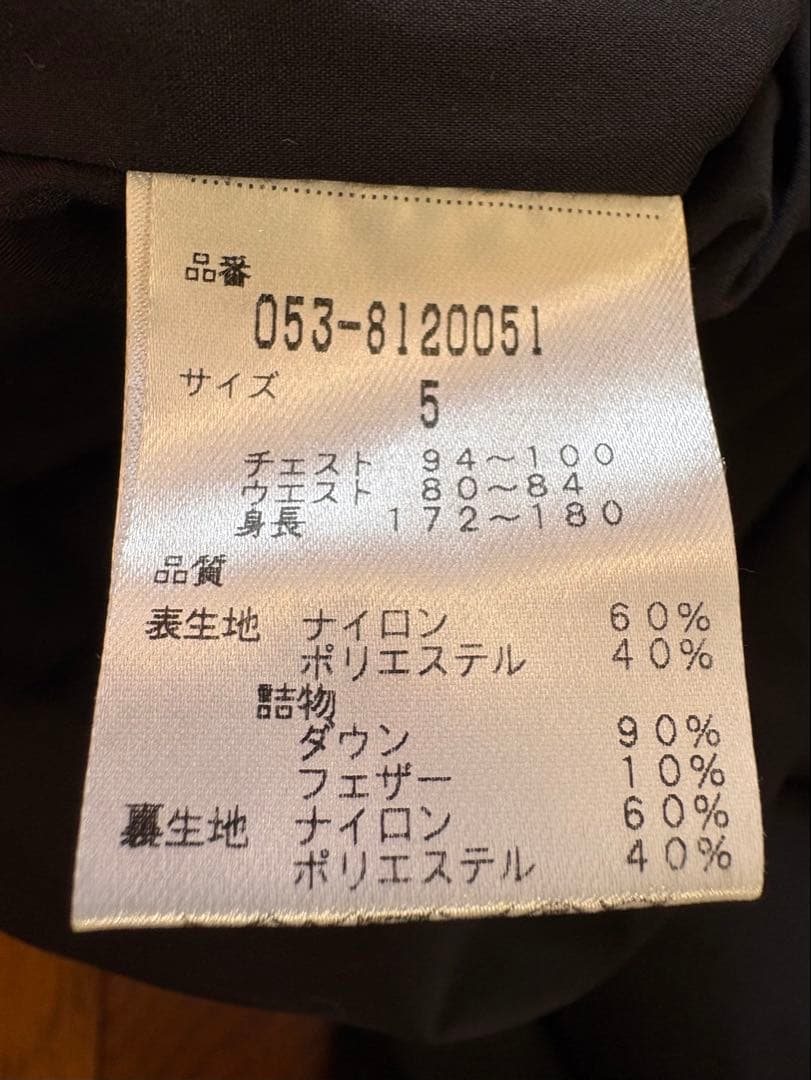 品番
053-8120051
サイズ 5
チェスト 94〜100
ウエスト 80〜84
身長 172〜180
品質
表生地 ナイロン 60%
ポリエステル 40%
詰物
ダウン 90%
フェザー 10%
裏生地 ナイロン 60%
ポリエステル 40%